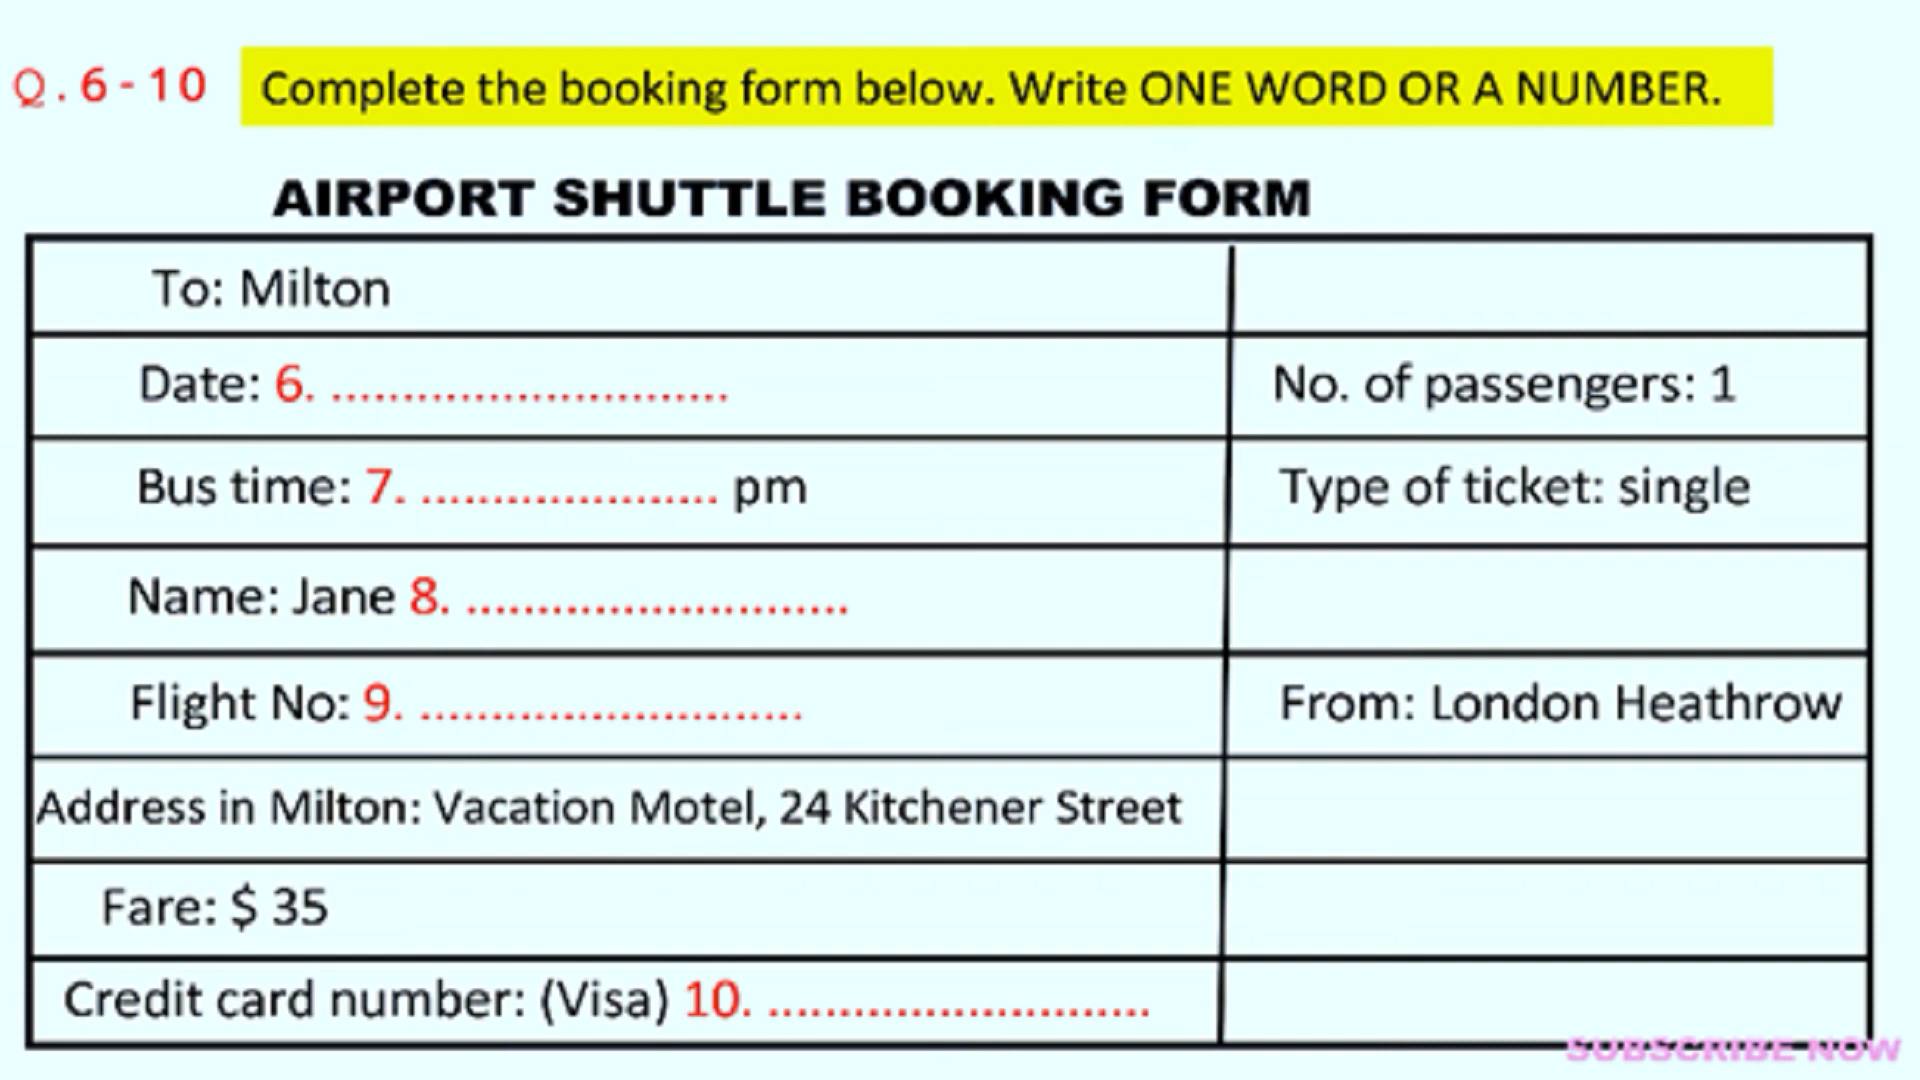 Q.6-10 Complete the booking form below. Write ONE WORD OR A NUMBER.
AIRPORT SHUTTLE BOOKING FORM
To: Milton
Date: 6. ............................ No. of passengers: 1
Bus time: 7. ..................... pm Type of ticket: single
Name: Jane 8. ...........................
Flight No: 9. ........................... From: London Heathrow
Address in Milton: Vacation Motel, 24 Kitchener Street
Fare: $ 35
Credit card number: (Visa) 10. ...........................
SUBSCRIBE NOW